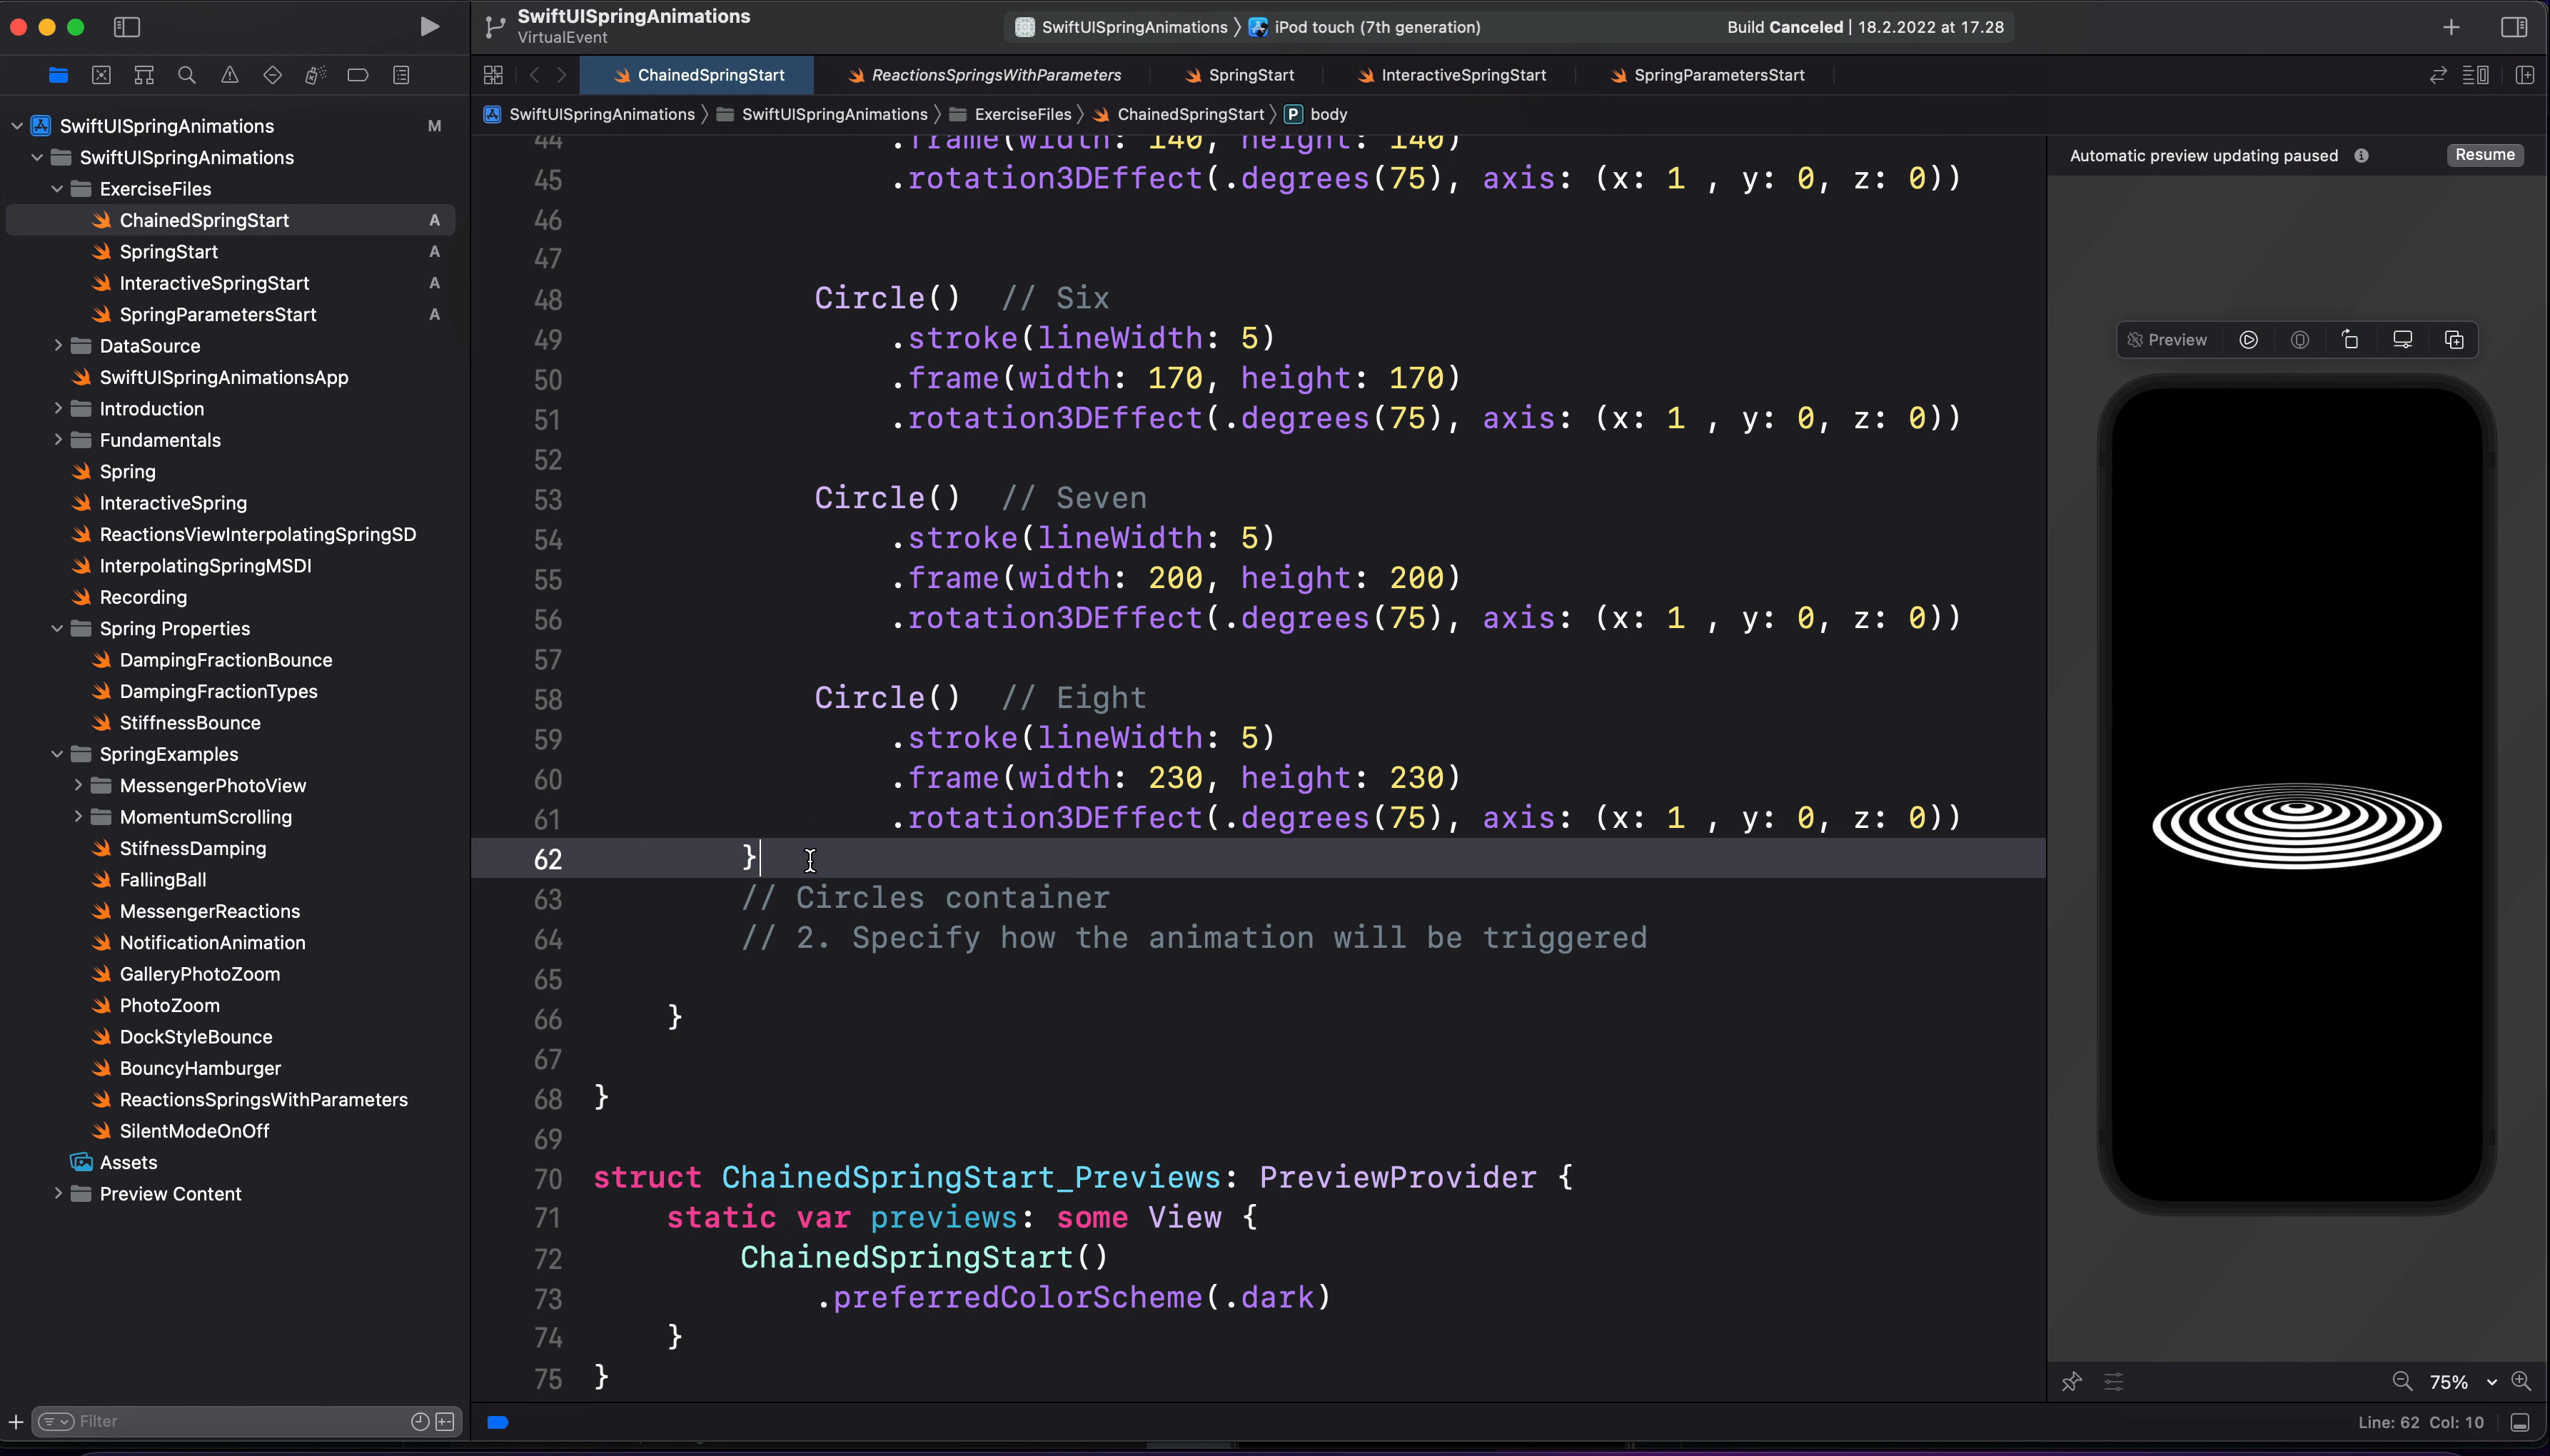 SwiftUISpringAnimations
VirtualEvent
SwiftUISpringAnimations 〉 iPod touch (7th generation)
Build Canceled | 18.2.2022 at 17.28
ChainedSpringStart
ReactionsSpringsWithParameters
SpringStart
InteractiveSpringStart
SpringParametersStart
SwiftUISpringAnimations 〉 SwiftUISpringAnimations 〉 ExerciseFiles 〉 ChainedSpringStart 〉 P body
SwiftUISpringAnimations M
SwiftUISpringAnimations
ExerciseFiles
ChainedSpringStart A
SpringStart A
InteractiveSpringStart A
SpringParametersStart A
DataSource
SwiftUISpringAnimationsApp
Introduction
Fundamentals
Spring
InteractiveSpring
ReactionsViewInterpolatingSpringSD
InterpolatingSpringMSDI
Recording
Spring Properties
DampingFractionBounce
DampingFractionTypes
StiffnessBounce
SpringExamples
MessengerPhotoView
MomentumScrolling
StifnessDamping
FallingBall
MessengerReactions
NotificationAnimation
GalleryPhotoZoom
PhotoZoom
DockStyleBounce
BouncyHamburger
ReactionsSpringsWithParameters
SilentModeOnOff
Assets
Preview Content
Filter
44 .frame(width: 140, height: 140)
45 .rotation3DEffect(.degrees(75), axis: (x: 1 , y: 0, z: 0))
46
47
48 Circle() // Six
49 .stroke(lineWidth: 5)
50 .frame(width: 170, height: 170)
51 .rotation3DEffect(.degrees(75), axis: (x: 1 , y: 0, z: 0))
52
53 Circle() // Seven
54 .stroke(lineWidth: 5)
55 .frame(width: 200, height: 200)
56 .rotation3DEffect(.degrees(75), axis: (x: 1 , y: 0, z: 0))
57
58 Circle() // Eight
59 .stroke(lineWidth: 5)
60 .frame(width: 230, height: 230)
61 .rotation3DEffect(.degrees(75), axis: (x: 1 , y: 0, z: 0))
62 }
63 // Circles container
64 // 2. Specify how the animation will be triggered
65
66 }
67
68 }
69
70 struct ChainedSpringStart_Previews: PreviewProvider {
71 static var previews: some View {
72 ChainedSpringStart()
73 .preferredColorScheme(.dark)
74 }
75 }
Automatic preview updating paused
Resume
Preview
75%
Line: 62 Col: 10